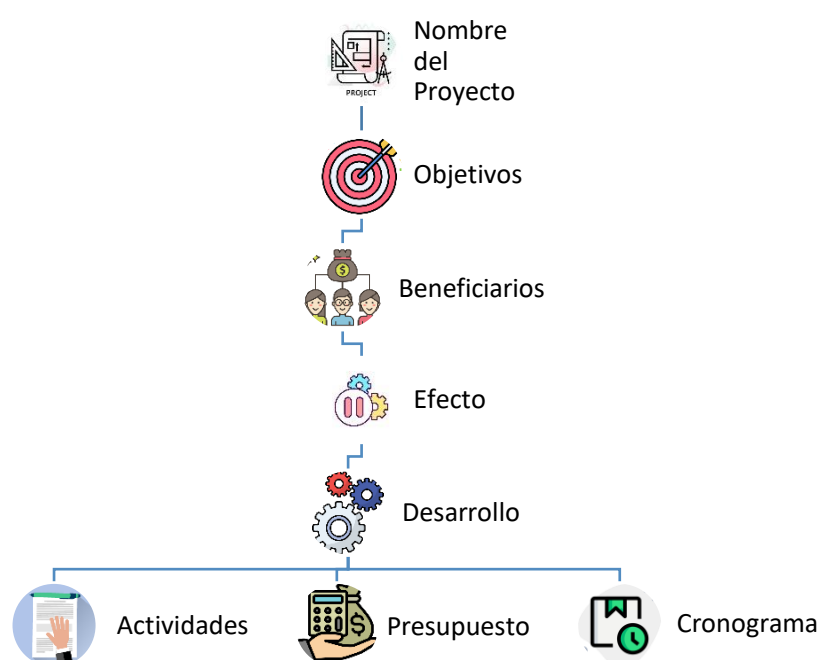 Nombre
del
Proyecto
PROJECT
Objetivos
$
Beneficiarios
Efecto
Desarrollo
Actividades
$
Presupuesto
Cronograma